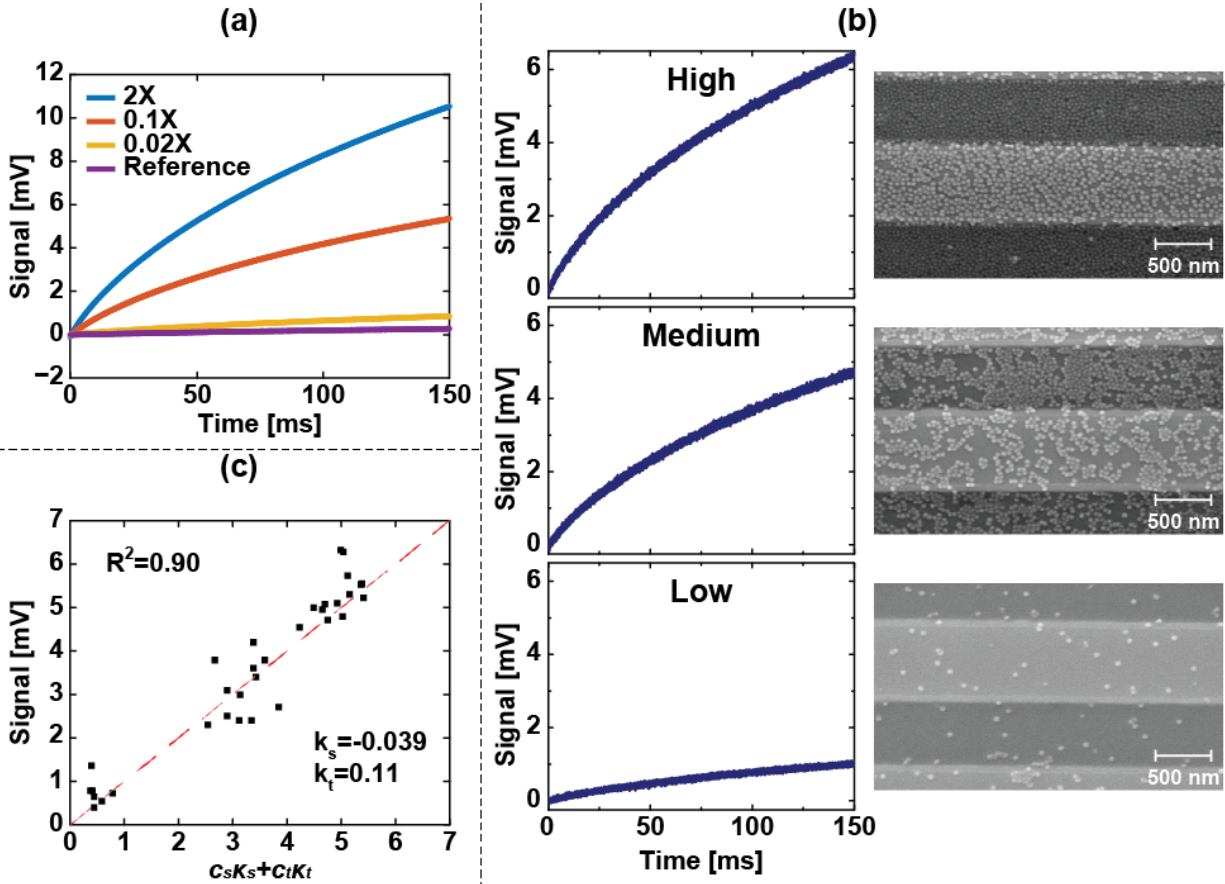 (a)
12
10
8
6
4
2
0
−2
Signal [mV]
2X
0.1X
0.02X
Reference
0 50 100 150
Time [ms]
(b)
High
6
4
2
0
Signal [mV]
500 nm
Medium
6
4
2
0
Signal [mV]
500 nm
Low
6
4
2
0
Signal [mV]
500 nm
0 50 100 150
Time [ms]
(c)
7
6
5
4
3
2
1
0
Signal [mV]
R²=0.90
kₛ=-0.039
kₜ=0.11
0 1 2 3 4 5 6 7
CsKs+CtKt